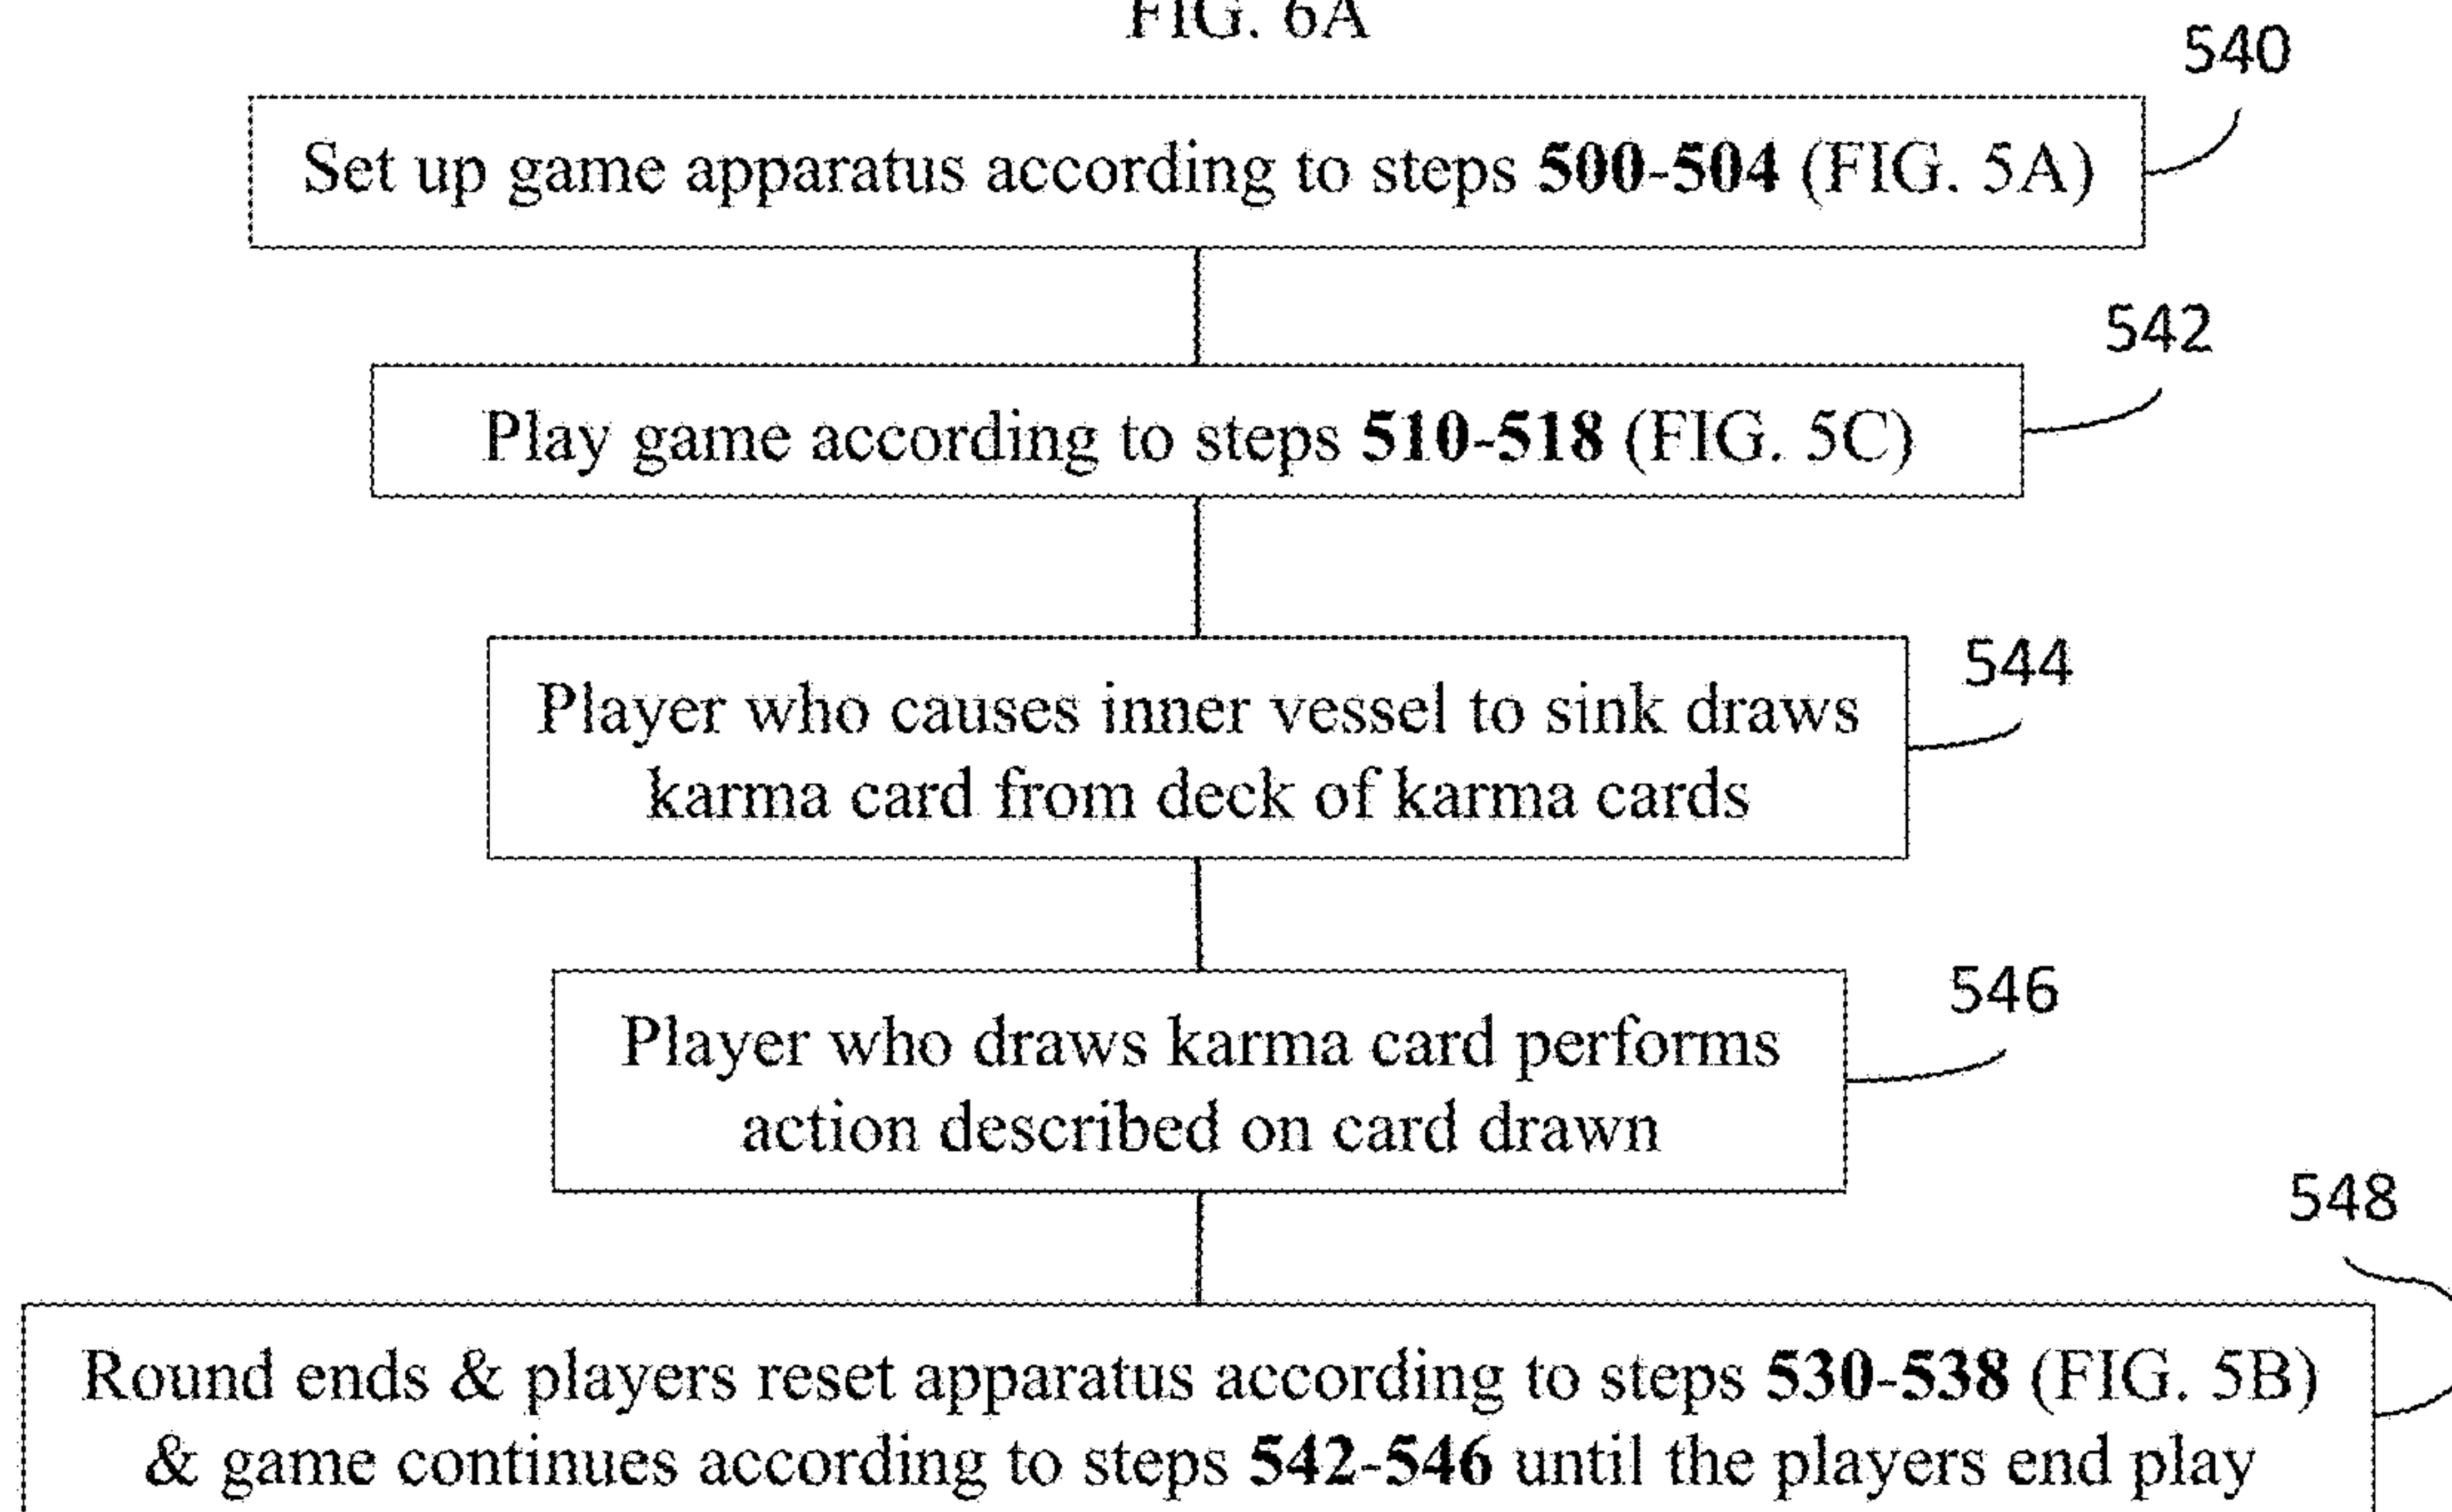 FIG. 6A
540
Set up game apparatus according to steps 500-504 (FIG. 5A)
542
Play game according to steps 510-518 (FIG. 5C)
544
Player who causes inner vessel to sink draws
karma card from deck of karma cards
546
Player who draws karma card performs
action described on card drawn
548
Round ends & players reset apparatus according to steps 530-538 (FIG. 5B)
& game continues according to steps 542-546 until the players end play